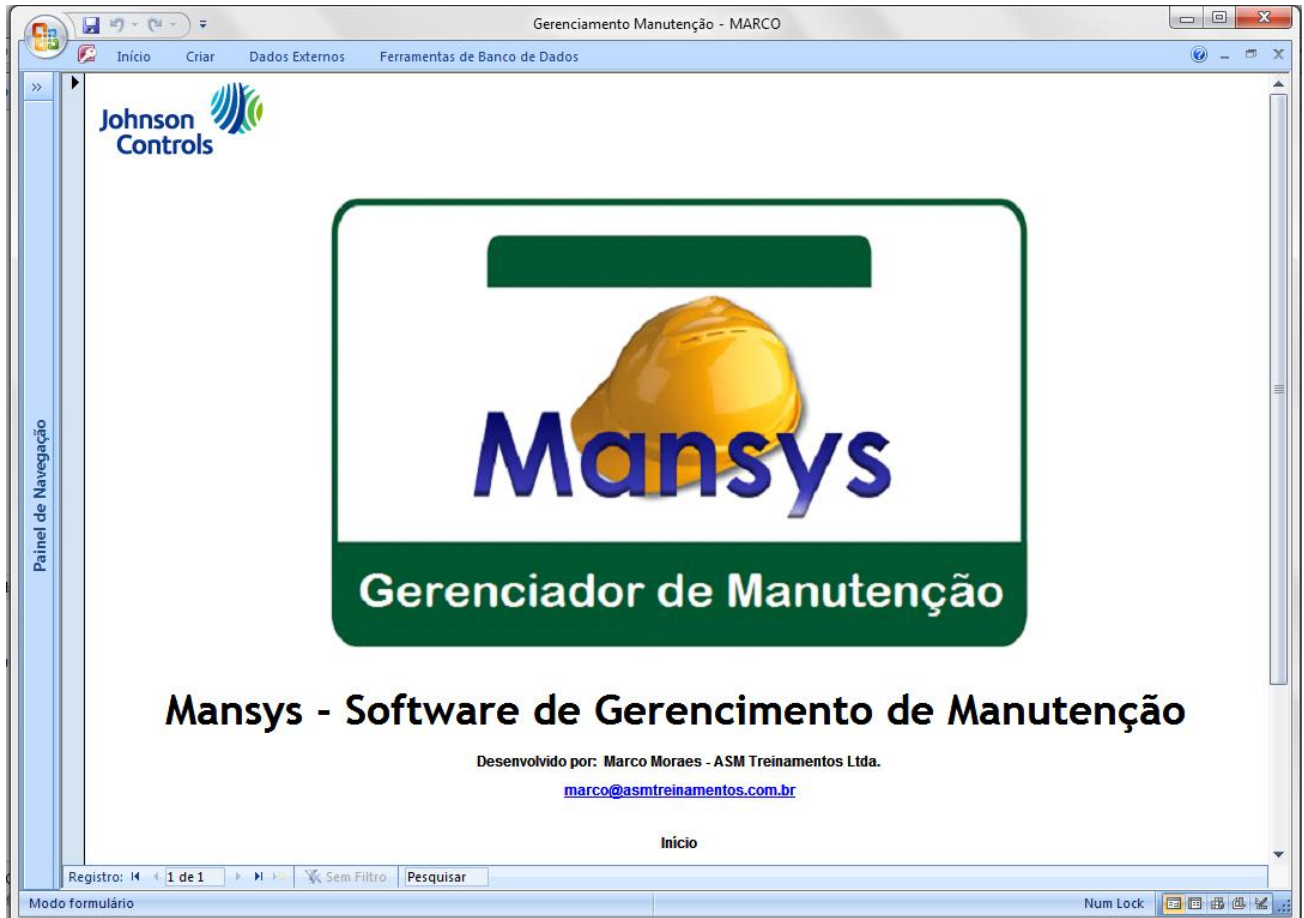 Gerenciamento Manutenção - MARCO
Início Criar Dados Externos Ferramentas de Banco de Dados
Johnson
Controls
Painel de Navegação
Mansys
Gerenciador de Manutenção
Mansys - Software de Gerencimento de Manutenção
Desenvolvido por: Marco Moraes - ASM Treinamentos Ltda.
marco@asmtreinamentos.com.br
Início
Registro: 1 de 1 Sem Filtro Pesquisar
Modo formulário Num Lock